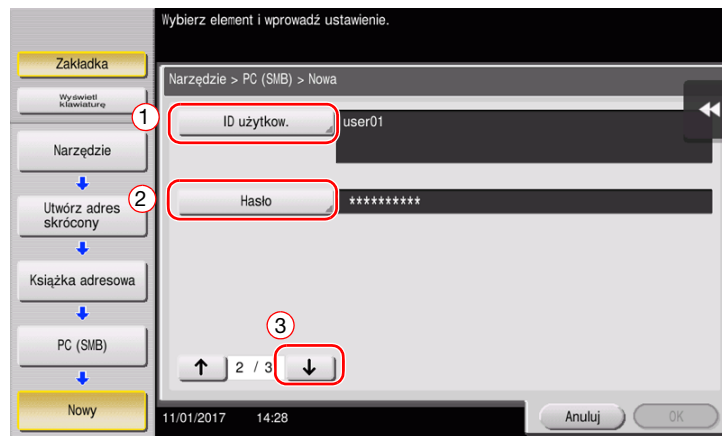 Wybierz element i wprowadź ustawienie.
Zakładka
Wyświetl
klawiaturę
Narzędzie > PC (SMB) > Nowa
1
ID użytkow.
user01
Narzędzie
2
Hasło
**********
Utwórz adres
skrócony
Książka adresowa
3
PC (SMB)
↑ 2 / 3 ↓
Nowy
11/01/2017 14:28
Anuluj
OK